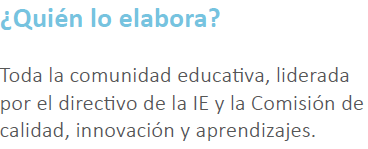 ¿Quién lo elabora?
Toda la comunidad educativa, liderada
por el directivo de la IE y la Comisión de
calidad, innovación y aprendizajes.